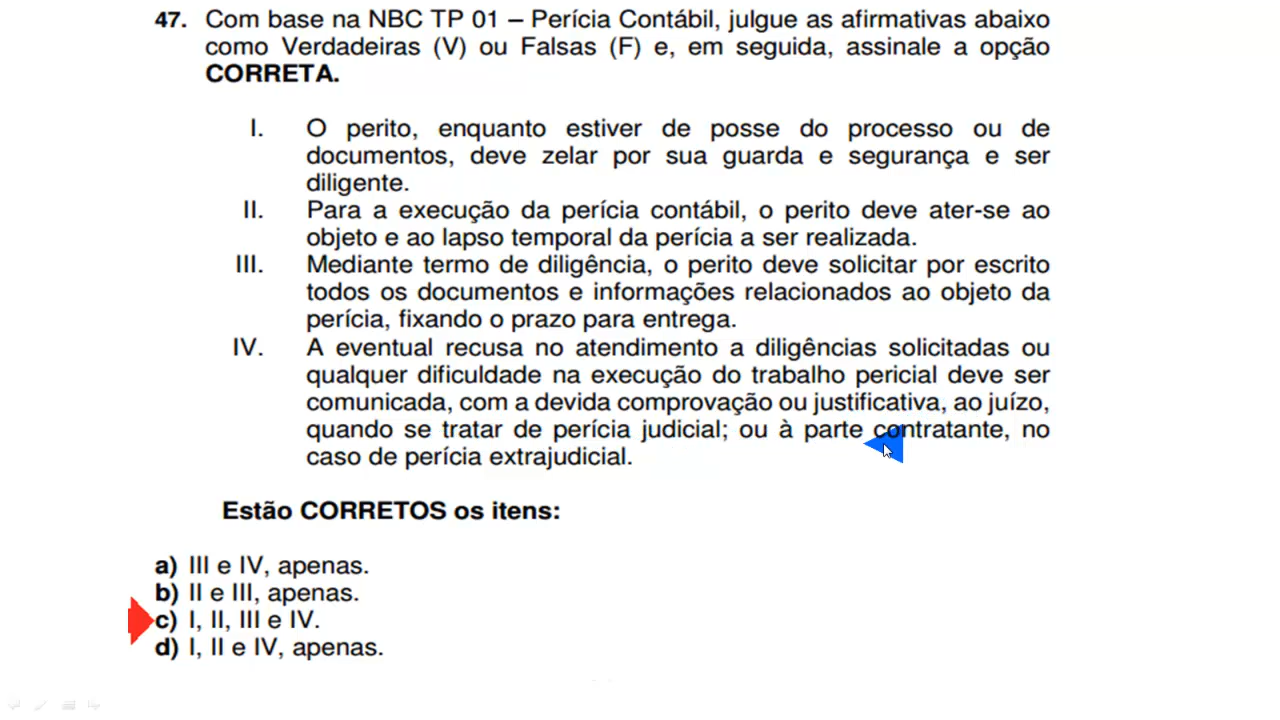 47. Com base na NBC TP 01 – Perícia Contábil, julgue as afirmativas abaixo
como Verdadeiras (V) ou Falsas (F) e, em seguida, assinale a opção
CORRETA.
I. O perito, enquanto estiver de posse do processo ou de
documentos, deve zelar por sua guarda e segurança e ser
diligente.
II. Para a execução da perícia contábil, o perito deve ater-se ao
objeto e ao lapso temporal da perícia a ser realizada.
III. Mediante termo de diligência, o perito deve solicitar por escrito
todos os documentos e informações relacionados ao objeto da
perícia, fixando o prazo para entrega.
IV. A eventual recusa no atendimento a diligências solicitadas ou
qualquer dificuldade na execução do trabalho pericial deve ser
comunicada, com a devida comprovação ou justificativa, ao juízo,
quando se tratar de perícia judicial; ou à parte contratante, no
caso de perícia extrajudicial.
Estão CORRETOS os itens:
a) III e IV, apenas.
b) II e III, apenas.
c) I, II, III e IV.
d) I, II e IV, apenas.